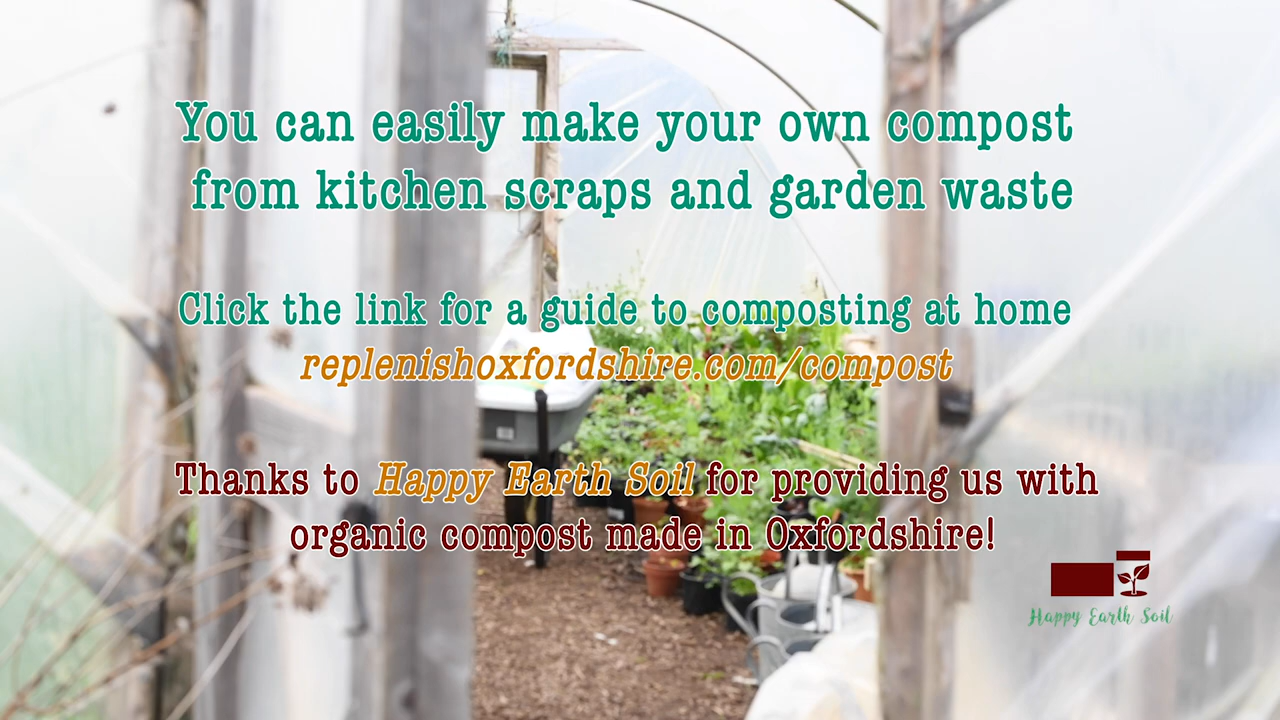 You can easily make your own compost
from kitchen scraps and garden waste
Click the link for a guide to composting at home
replenishoxfordshire.com/compost
Thanks to Happy Earth Soil for providing us with
organic compost made in Oxfordshire!
Happy Earth Soil